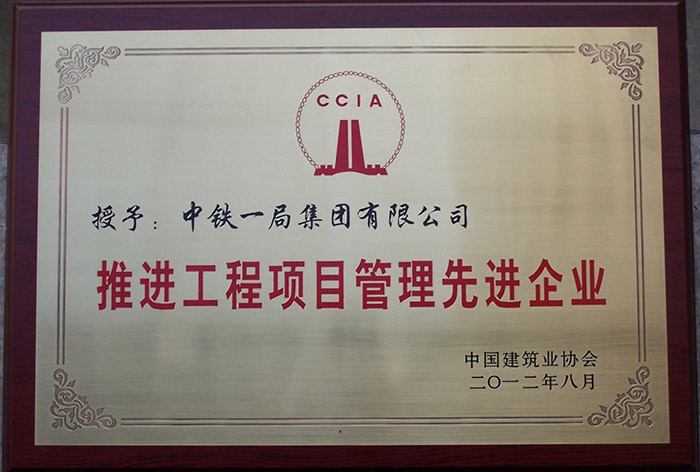 CCIA
授予：中铁一局集团有限公司
推进工程项目管理先进企业
中国建筑业协会
二〇一二年八月